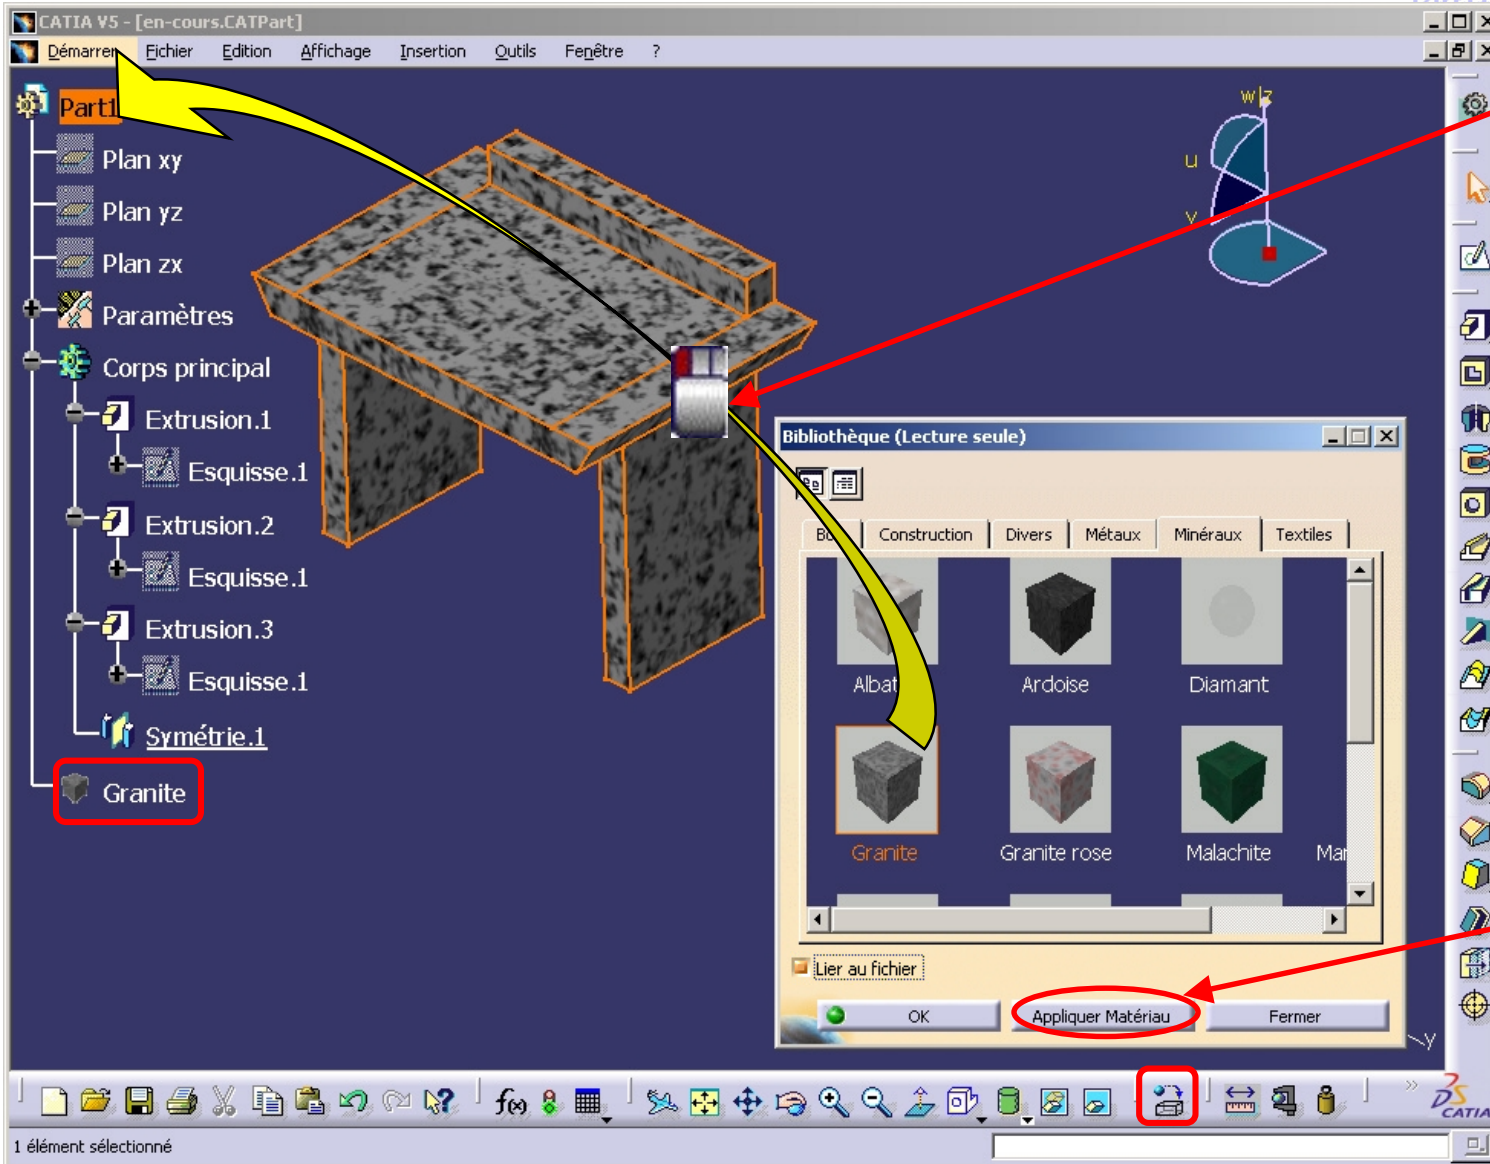 CATIA V5 - [en-cours.CATPart]
Démarrer Fichier Edition Affichage Insertion Outils Fenêtre ?
Part1
Plan xy
Plan yz
Plan zx
Paramètres
Corps principal
Extrusion.1
Esquisse.1
Extrusion.2
Esquisse.1
Extrusion.3
Esquisse.1
Symétrie.1
Granite
w z
u
v
Bibliothèque (Lecture seule)
Construction Divers Métaux Minéraux Textiles
Ardoise Diamant
Granite Granite rose Malachite Mar
Lier au fichier
OK Appliquer Matériau Fermer
y
f(x)
CATIA
1 élément sélectionné